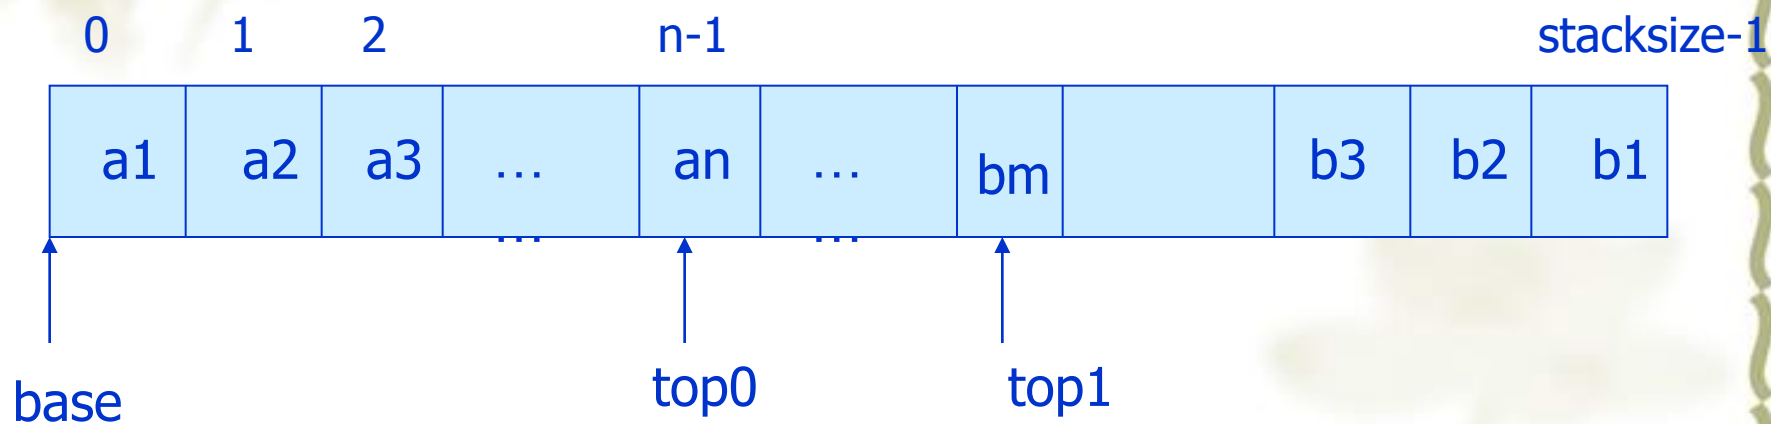 0 1 2 n-1 stacksize-1
a1 a2 a3 … an … bm b3 b2 b1
… …
base top0 top1